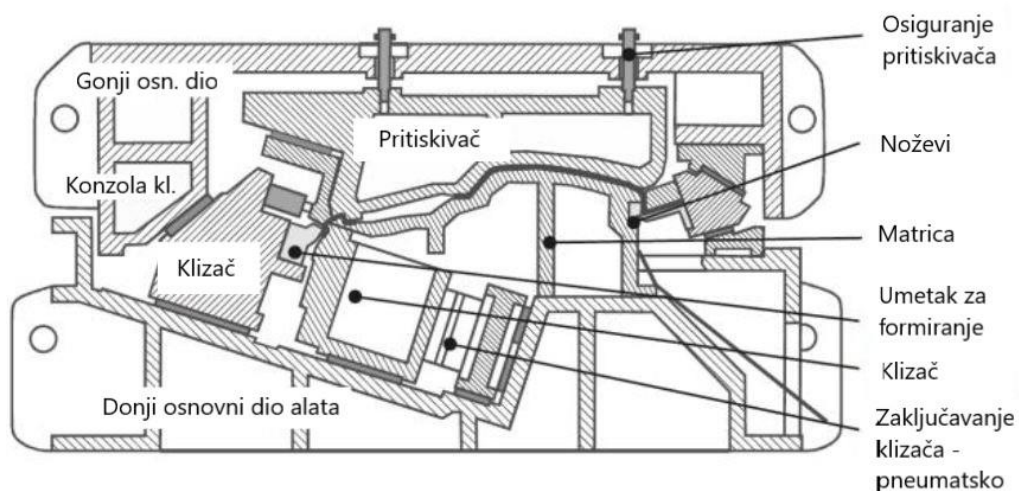 Osiguranje
pritiskivača
Gonji osn. dio
Pritiskivač
Noževi
Konzola kl.
Matrica
Klizač
Umetak za
formiranje
Klizač
Donji osnovni dio alata
Zaključavanje
klizača -
pneumatsko